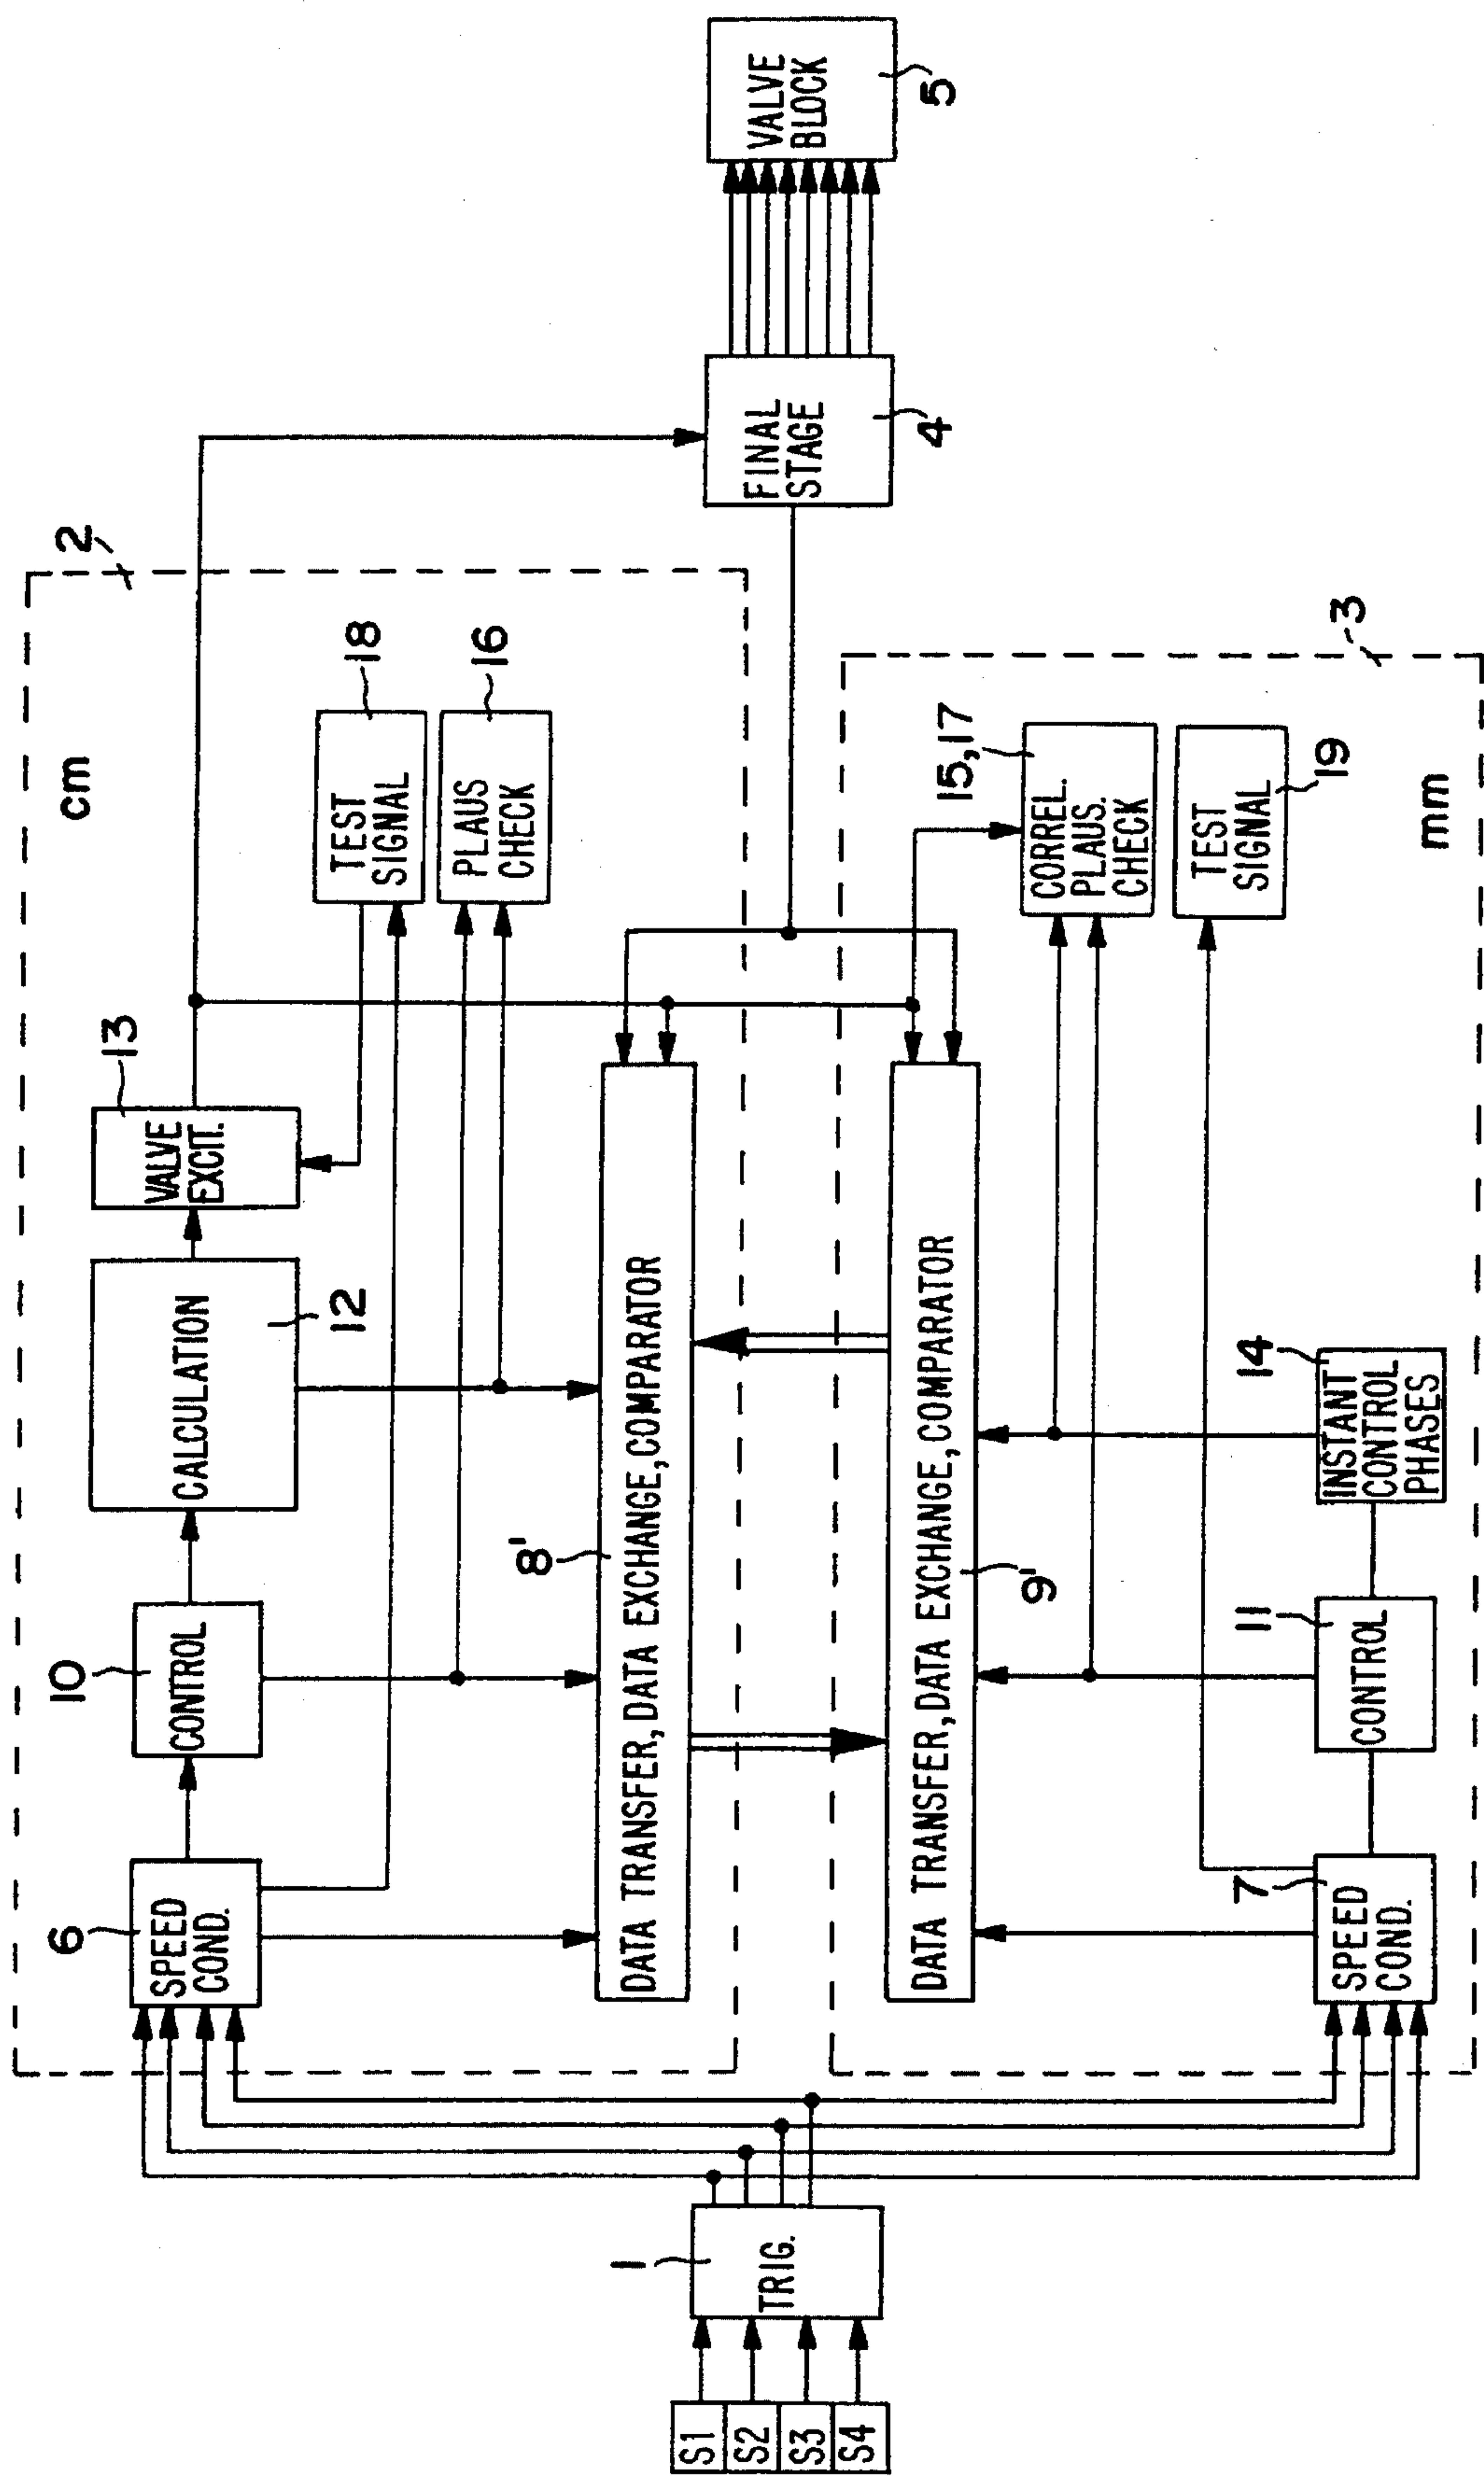 S1
S2
S3
S4
1
TRIG.
2
cm
6
SPEED
COND.
10
CONTROL
CALCULATION
12
13
VALVE
EXCIT.
TEST
SIGNAL
18
PLAUS
CHECK
16
8'
DATA TRANSFER, DATA EXCHANGE, COMPARATOR
DATA TRANSFER, DATA EXCHANGE, COMPARATOR
9'
7
SPEED
COND.
11
CONTROL
14
INSTANT
CONTROL
PHASES
15,17
CORREL.
PLAUS.
CHECK
TEST
SIGNAL
19
mm
3
FINAL
STAGE
4
VALVE
BLOCK
5